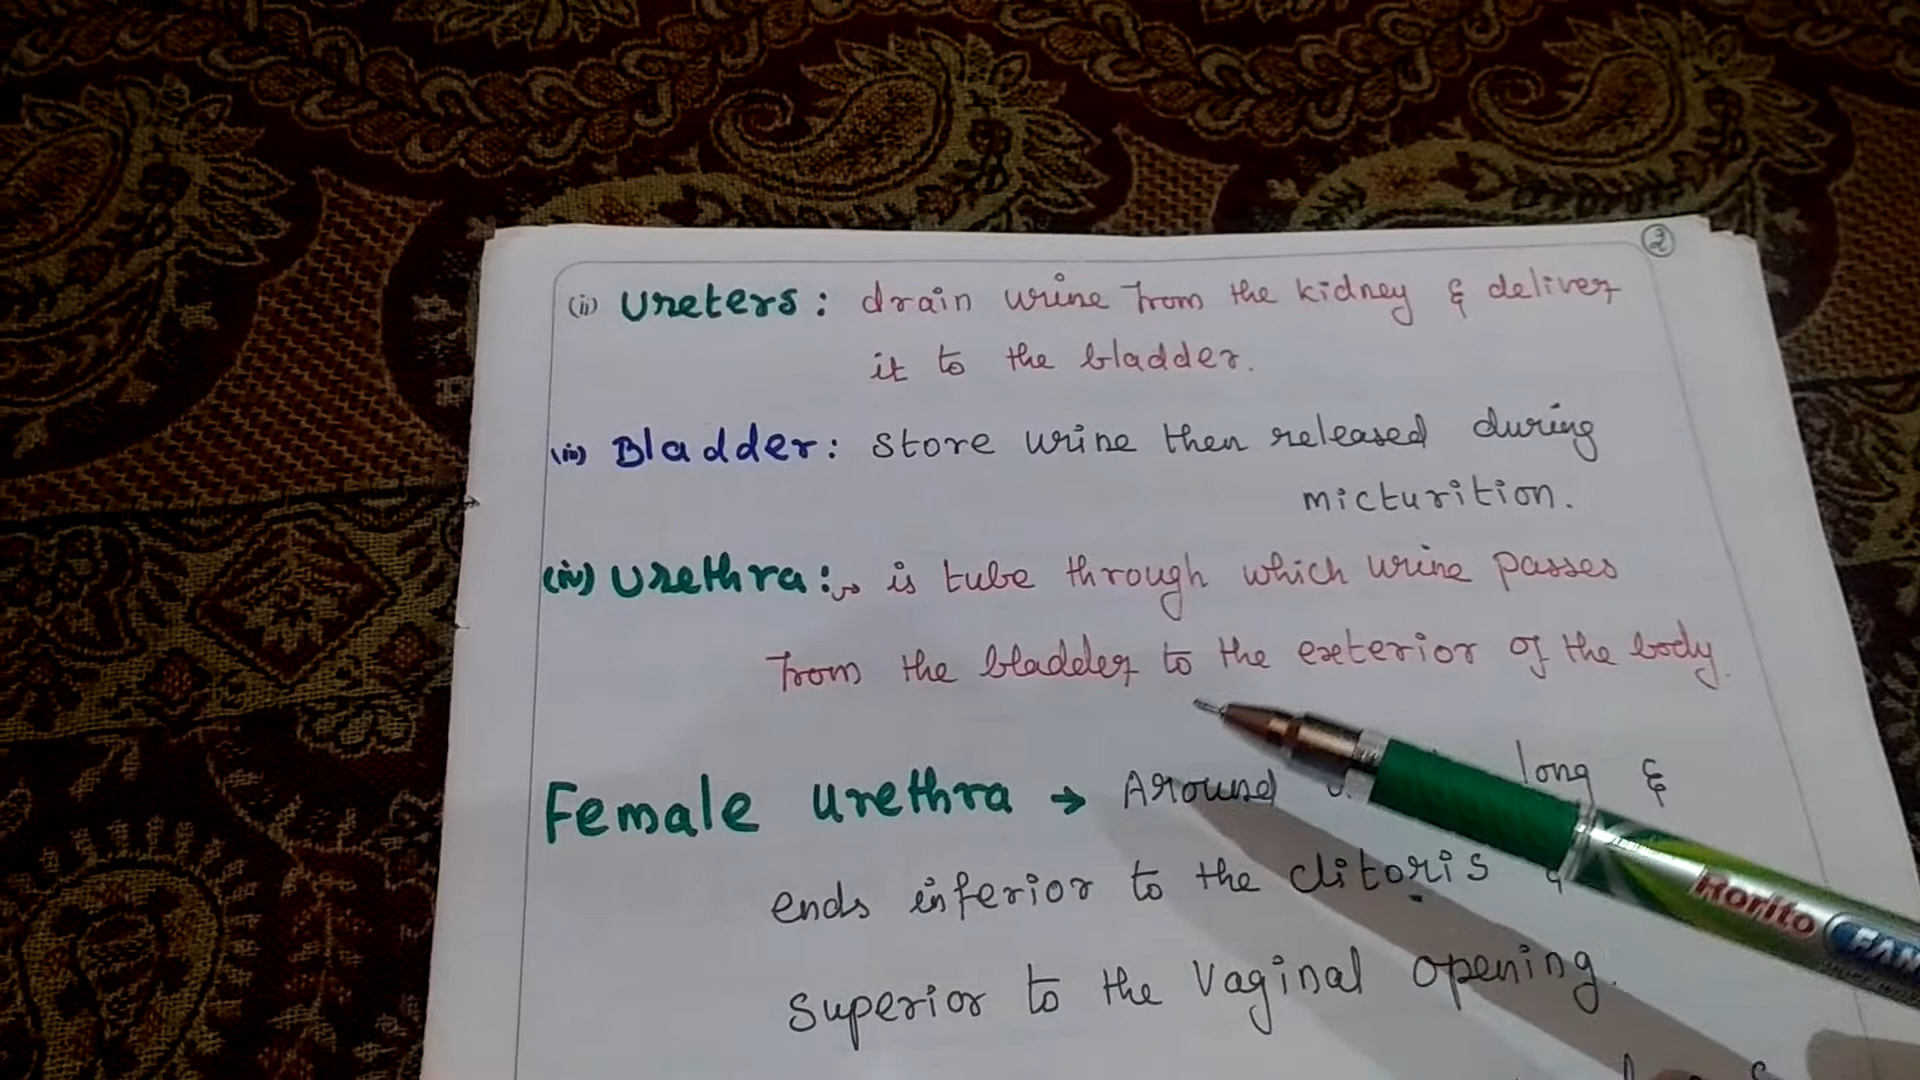 2
(ii) Ureters: drain urine from the kidney & deliver
it to the bladder.
(iii) Bladder: store urine then released during
micturition.
(iv) Urethra:→ is tube through which urine passes
from the bladder to the exterior of the body.
Female urethra → Around long &
ends inferior to the clitoris &
superior to the vaginal opening.
Rorito